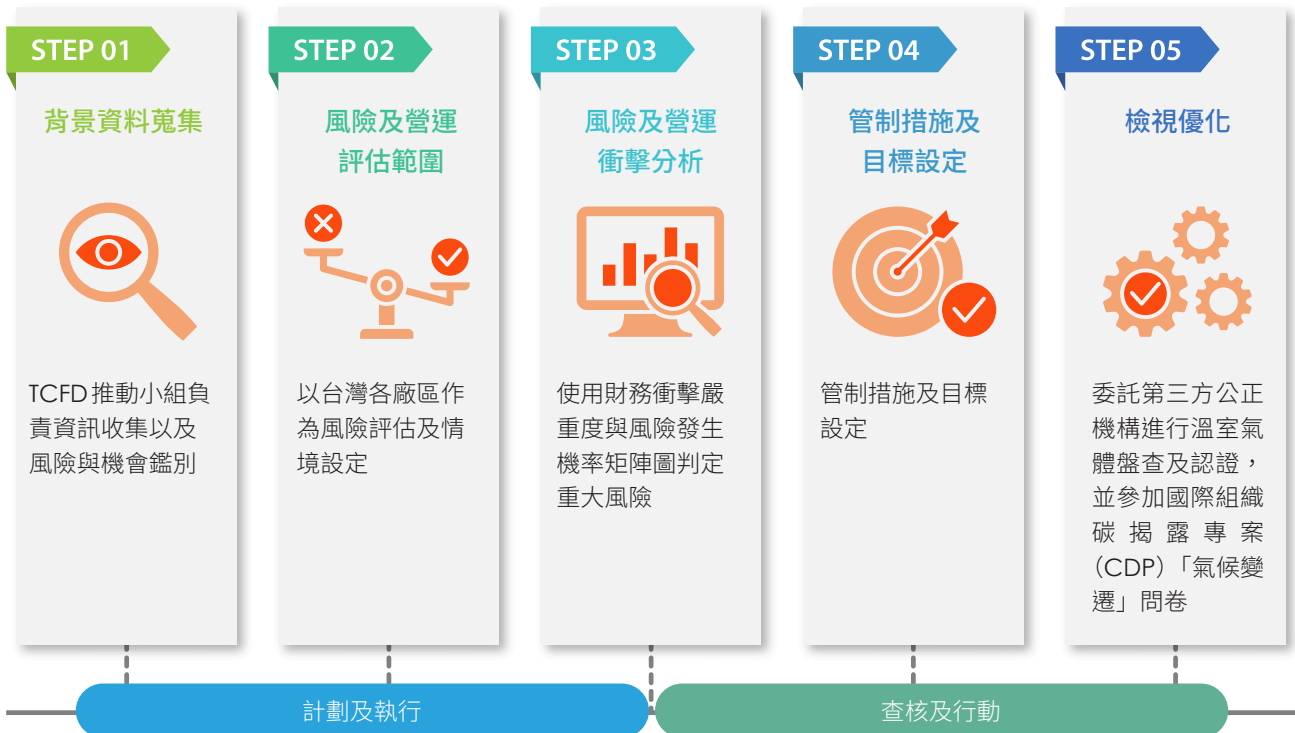 STEP 01
背景資料蒐集
TCFD推動小組負
責資訊收集以及
風險與機會鑑別
STEP 02
風險及營運
評估範圍
以台灣各廠區作
為風險評估及情
境設定
STEP 03
風險及營運
衝擊分析
使用財務衝擊嚴
重度與風險發生
機率矩陣圖判定
重大風險
STEP 04
管制措施及
目標設定
管制措施及目標
設定
STEP 05
檢視優化
委託第三方公正
機構進行溫室氣
體盤查及認證，
並參加國際組織
碳揭露專案
（CDP）「氣候變
遷」問卷
計劃及執行
查核及行動